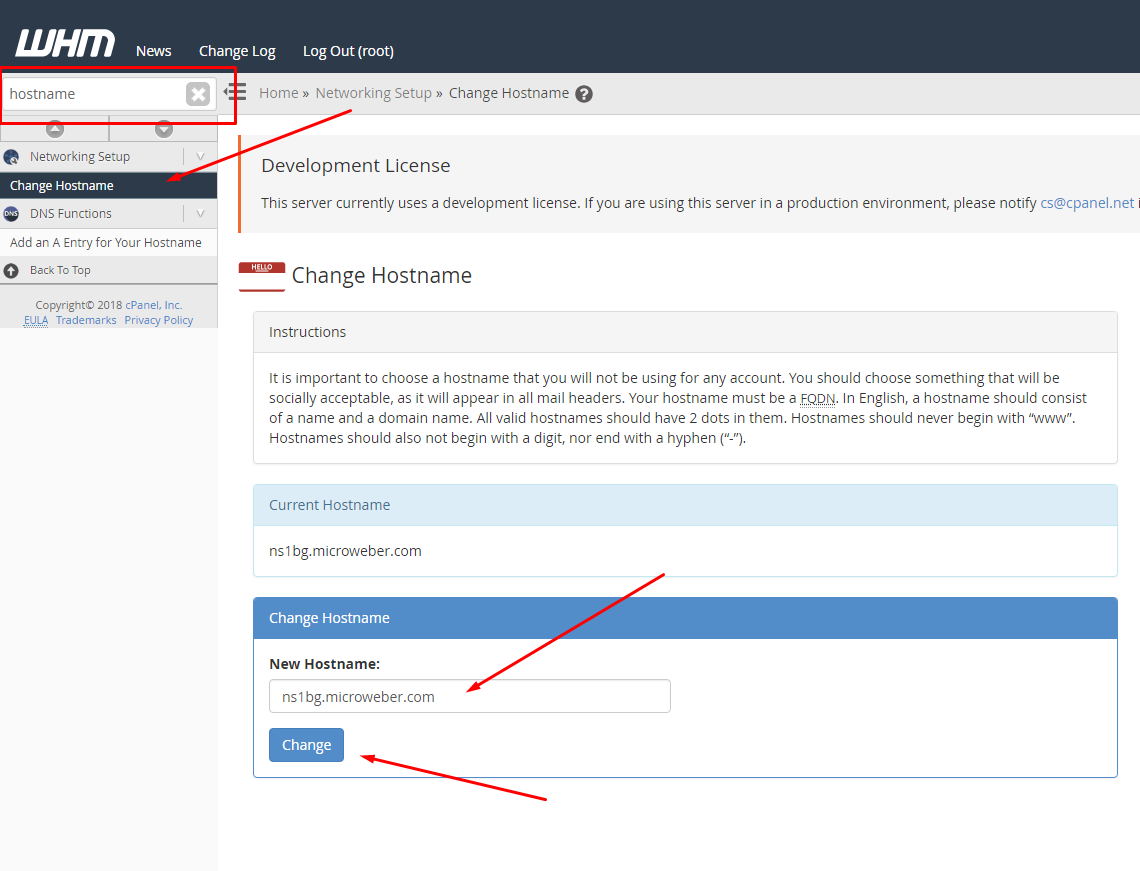 WHM News Change Log Log Out (root)
hostname
Home » Networking Setup » Change Hostname ?
Networking Setup
Change Hostname
DNS DNS Functions
Add an A Entry for Your Hostname
Back To Top
Copyright© 2018 cPanel, Inc.
EULA Trademarks Privacy Policy
Development License
This server currently uses a development license. If you are using this server in a production environment, please notify cs@cpanel.net i
HELLO
Change Hostname
Instructions
It is important to choose a hostname that you will not be using for any account. You should choose something that will be
socially acceptable, as it will appear in all mail headers. Your hostname must be a FQDN. In English, a hostname should consist
of a name and a domain name. All valid hostnames should have 2 dots in them. Hostnames should never begin with “www”.
Hostnames should also not begin with a digit, nor end with a hyphen (“-”).
Current Hostname
ns1bg.microweber.com
Change Hostname
New Hostname:
ns1bg.microweber.com
Change